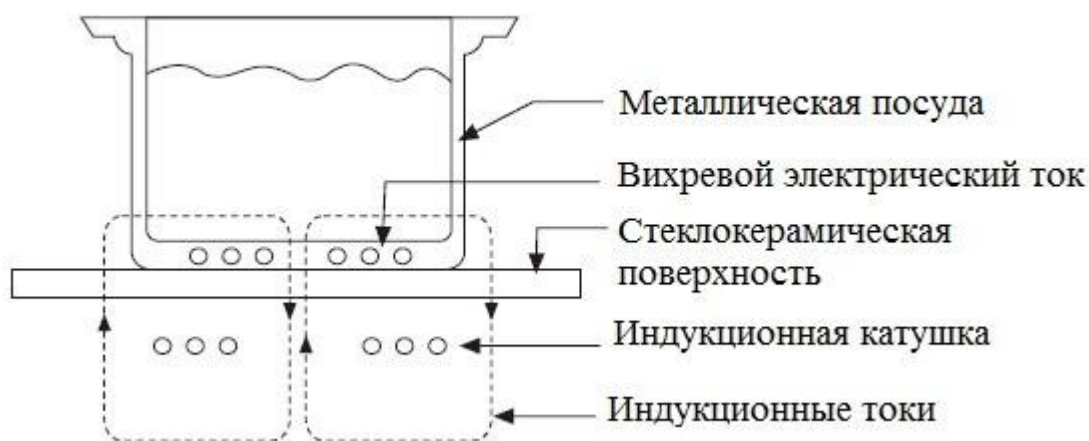 Металлическая посуда
Вихревой электрический ток
Стеклокерамическая
поверхность
Индукционная катушка
Индукционные токи